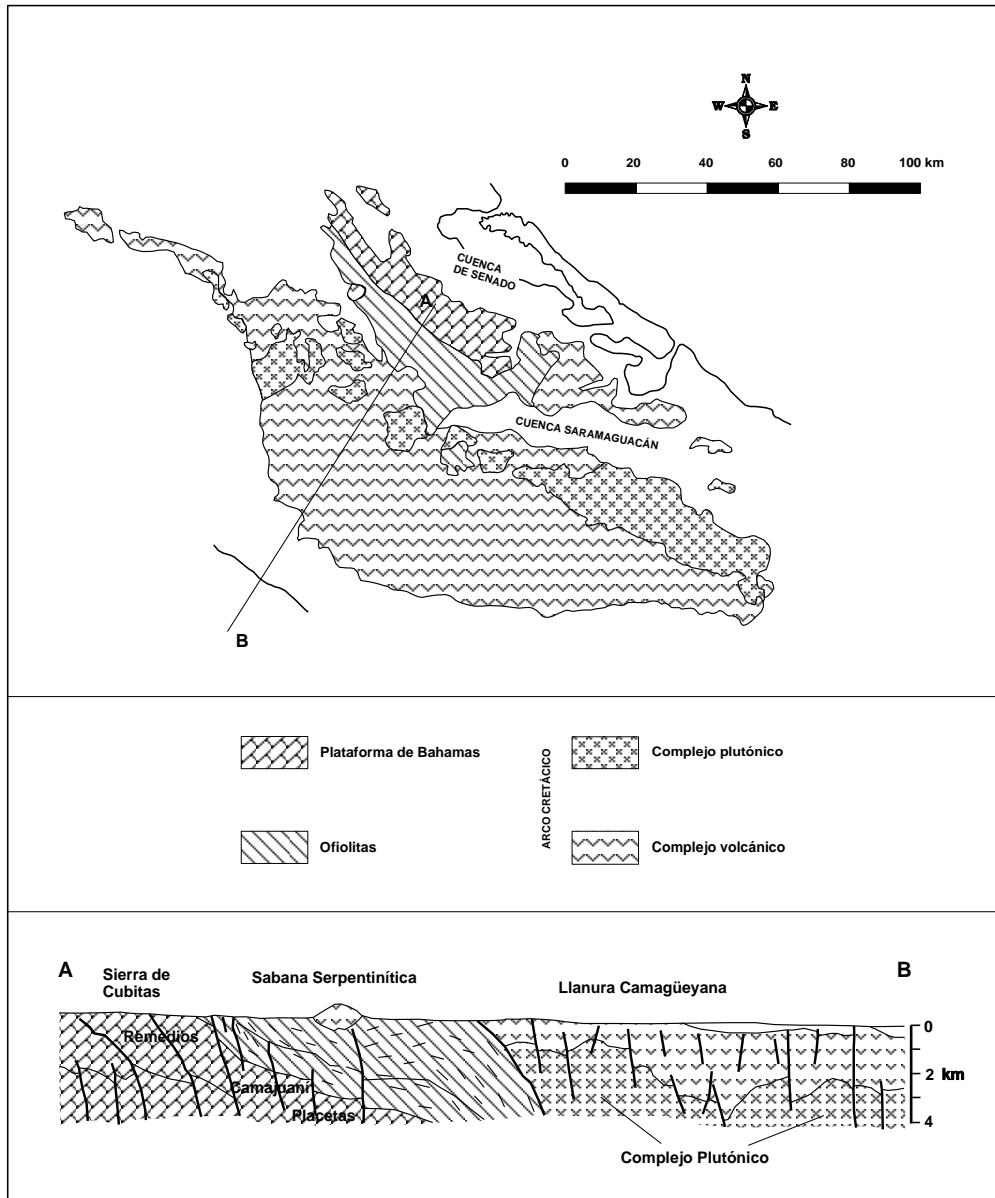 N
W E
S
0 20 40 60 80 100 km
CUENCA
DE SENADO
A
CUENCA SARAMAGUACÁN
B
Plataforma de Bahamas
Ofiolitas
ARCO CRETÁCICO
Complejo plutónico
Complejo volcánico
A
Sierra de
Cubitas
Sabana Serpentinítica
Llanura Camagüeyana
B
Remedios
Camajuaní
Placetas
0
2 km
4
Complejo Plutónico